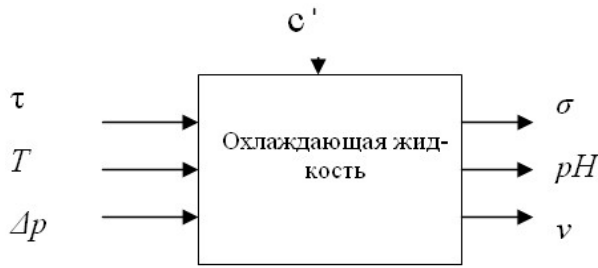 c'
τ
σ
Охлаждающая жид-
кость
T
pH
Δp
ν